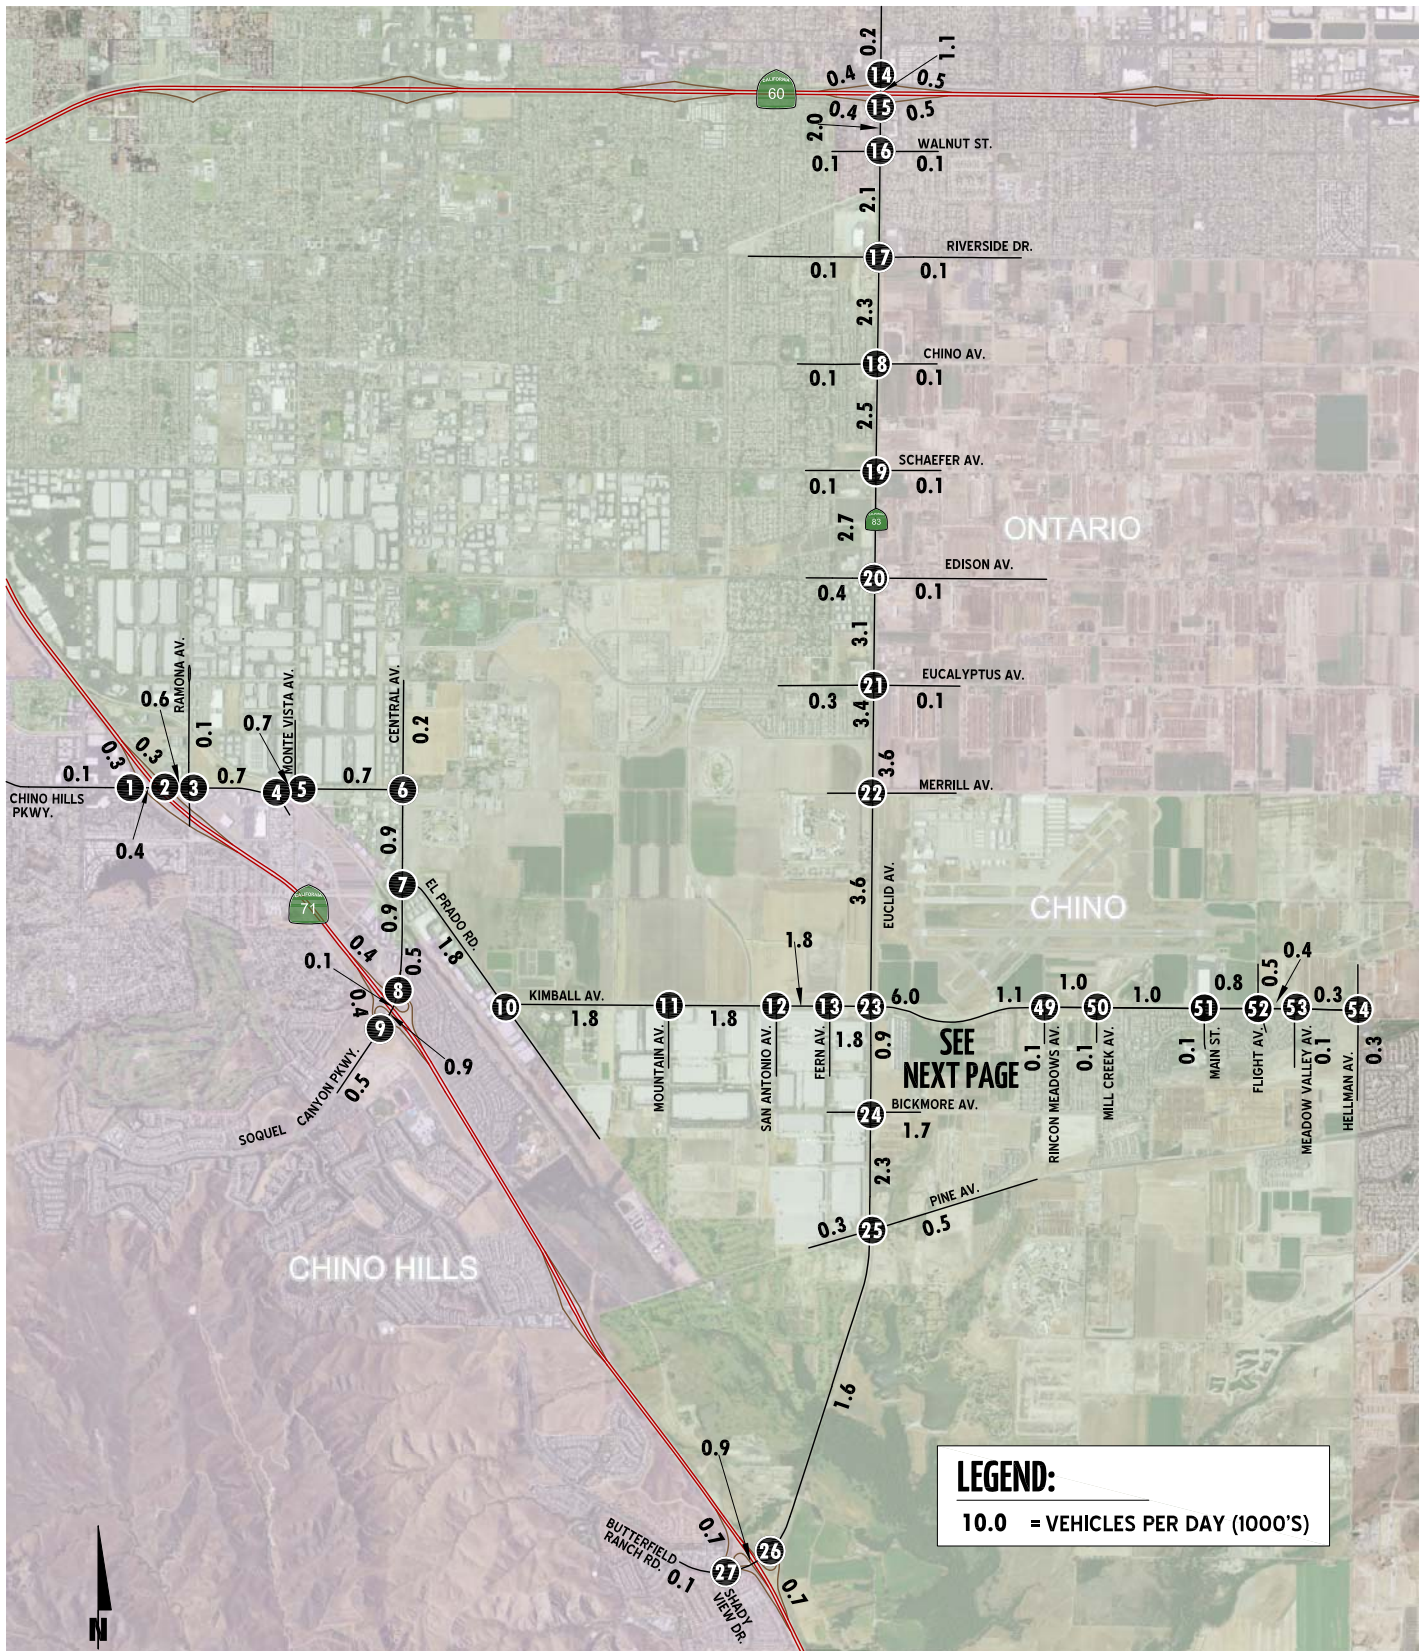 0.2
1.1
14
0.4
0.5
CALIFORNIA
60
15
0.4
0.5
2.0
WALNUT ST.
16
0.1
0.1
2.1
RIVERSIDE DR.
17
0.1
0.1
2.3
CHINO AV.
18
0.1
0.1
2.5
SCHAEFER AV.
19
0.1
0.1
83
2.7
ONTARIO
EDISON AV.
20
0.4
0.1
3.1
EUCALYPTUS AV.
21
0.3
0.1
3.4
3.6
MERRILL AV.
22
RAMONA AV.
0.6
0.1
MONTE VISTA AV.
0.7
CENTRAL AV.
0.2
0.3
0.3
0.1
1
2
3
0.7
4
5
0.7
6
CHINO HILLS
PKWY.
0.4
0.9
7
EL PRADO RD.
1.8
CALIFORNIA
71
0.9
0.5
0.4
0.1
8
0.4
9
0.9
SOQUEL CANYON PKWY.
0.5
3.6
EUCLID AV.
CHINO
1.8
10
KIMBALL AV.
1.8
11
1.8
12
13
1.8
23
6.0
1.1
49
1.0
50
1.0
51
0.8
52
0.5
0.4
53
0.3
54
MOUNTAIN AV.
SAN ANTONIO AV.
FERN AV.
0.9
SEE
NEXT PAGE
0.1
RINCON MEADOWS AV.
0.1
MILL CREEK AV.
0.1
MAIN ST.
FLIGHT AV.
MEADOW VALLEY AV.
0.1
HELLMAN AV.
0.3
24
BICKMORE AV.
1.7
2.3
PINE AV.
25
0.3
0.5
CHINO HILLS
1.6
0.9
0.7
26
BUTTERFIELD
RANCH RD.
0.1
27
0.7
SHADY
VIEW DR.
LEGEND:
10.0 = VEHICLES PER DAY (1000'S)
N